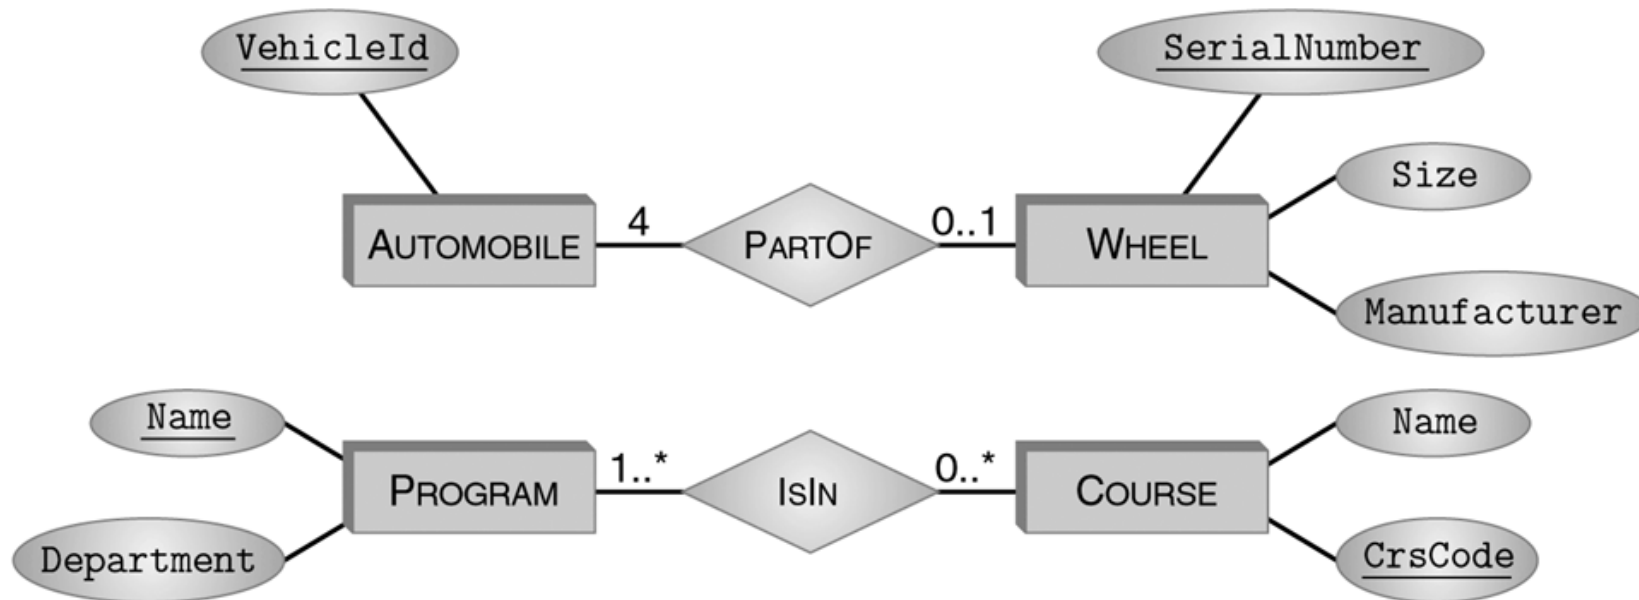 VehicleId
SerialNumber
Size
AUTOMOBILE 4 PARTOF 0..1 WHEEL
Manufacturer
Name
Name
PROGRAM 1..* ISIN 0..* COURSE
Department
CrsCode